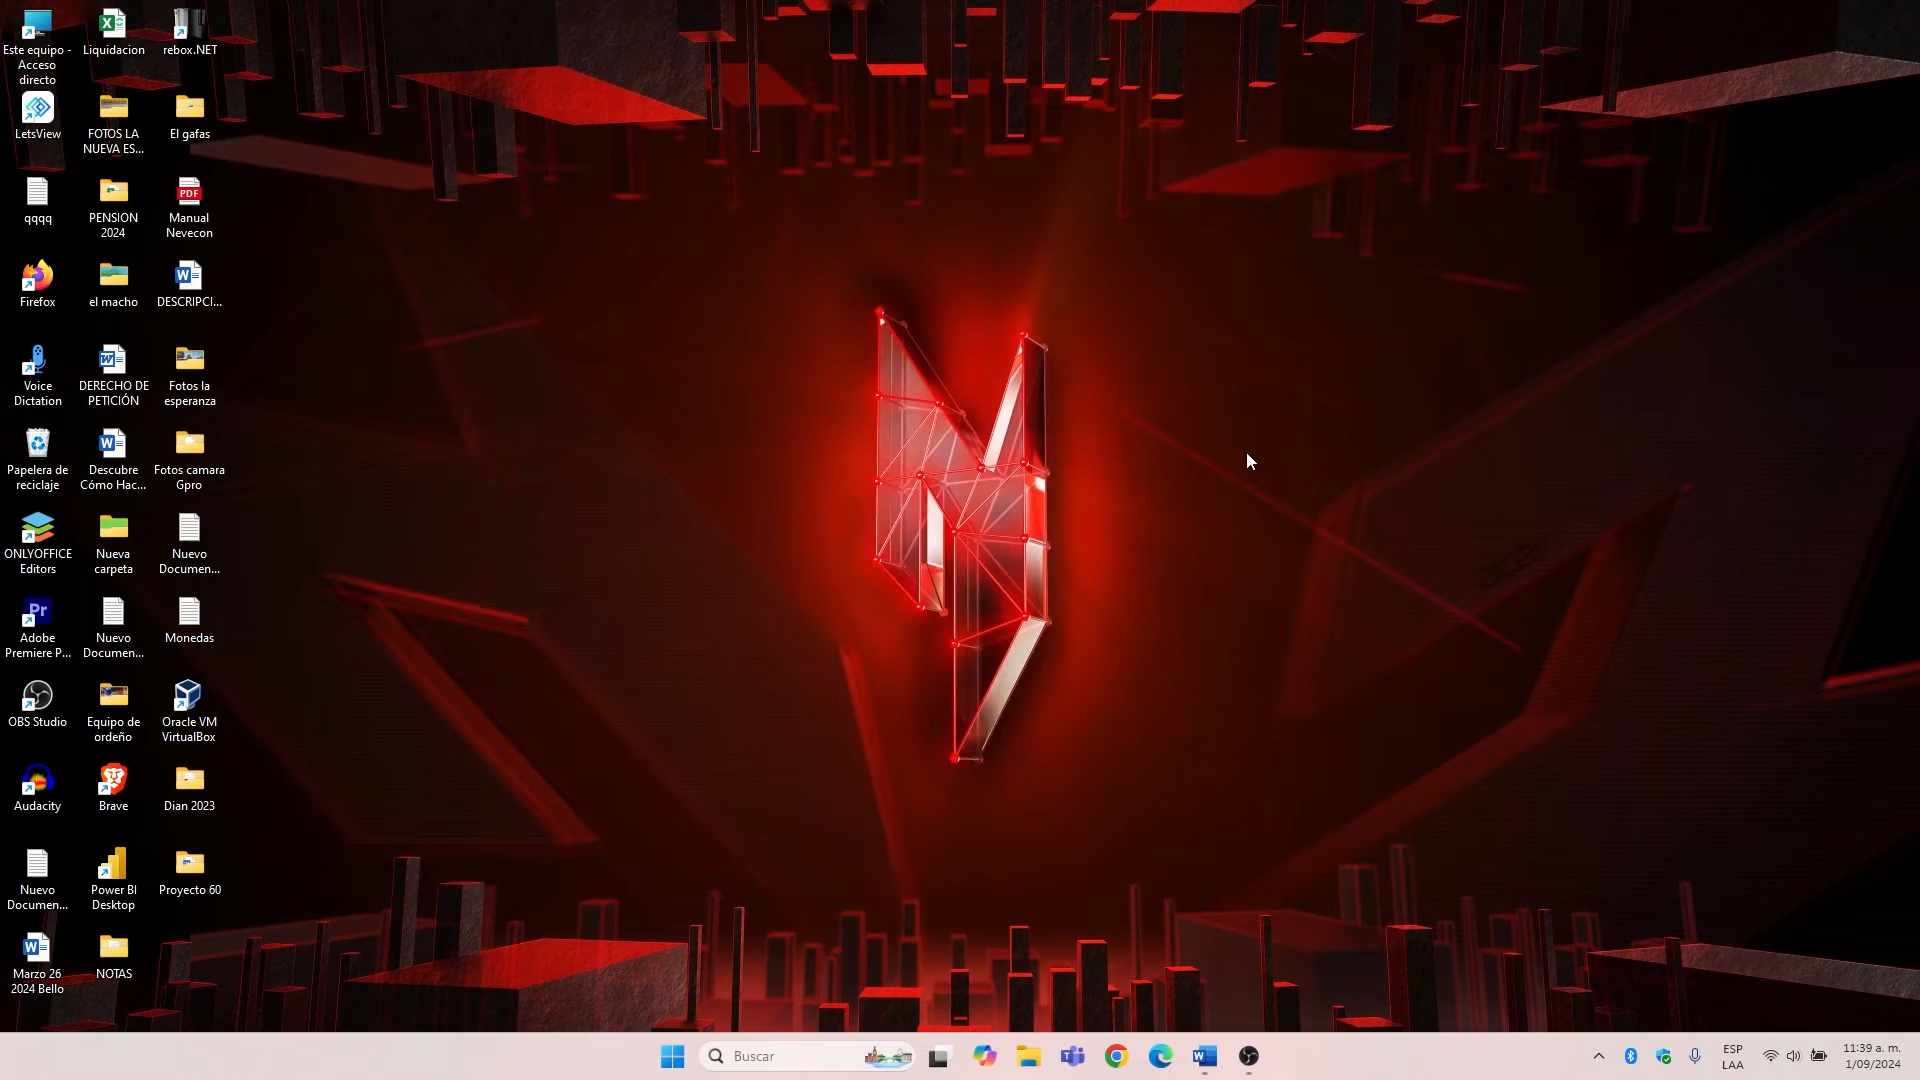 Este equipo -
Acceso
directo
Liquidacion
rebox.NET
LetsView
FOTOS LA
NUEVA ES...
El gafas
qqqq
PENSION
2024
Manual
Nevecon
Firefox
el macho
DESCRIPCI...
Voice
Dictation
DERECHO DE
PETICIÓN
Fotos la
esperanza
Papelera de
reciclaje
Descubre
Cómo Hac...
Fotos camara
Gpro
ONLYOFFICE
Editors
Nueva
carpeta
Nuevo
Documen...
Adobe
Premiere P...
Nuevo
Documen...
Monedas
OBS Studio
Equipo de
ordeño
Oracle VM
VirtualBox
Audacity
Brave
Dian 2023
Nuevo
Documen...
Power BI
Desktop
Proyecto 60
Marzo 26
2024 Bello
NOTAS
Buscar
ESP
LAA
11:39 a. m.
1/09/2024